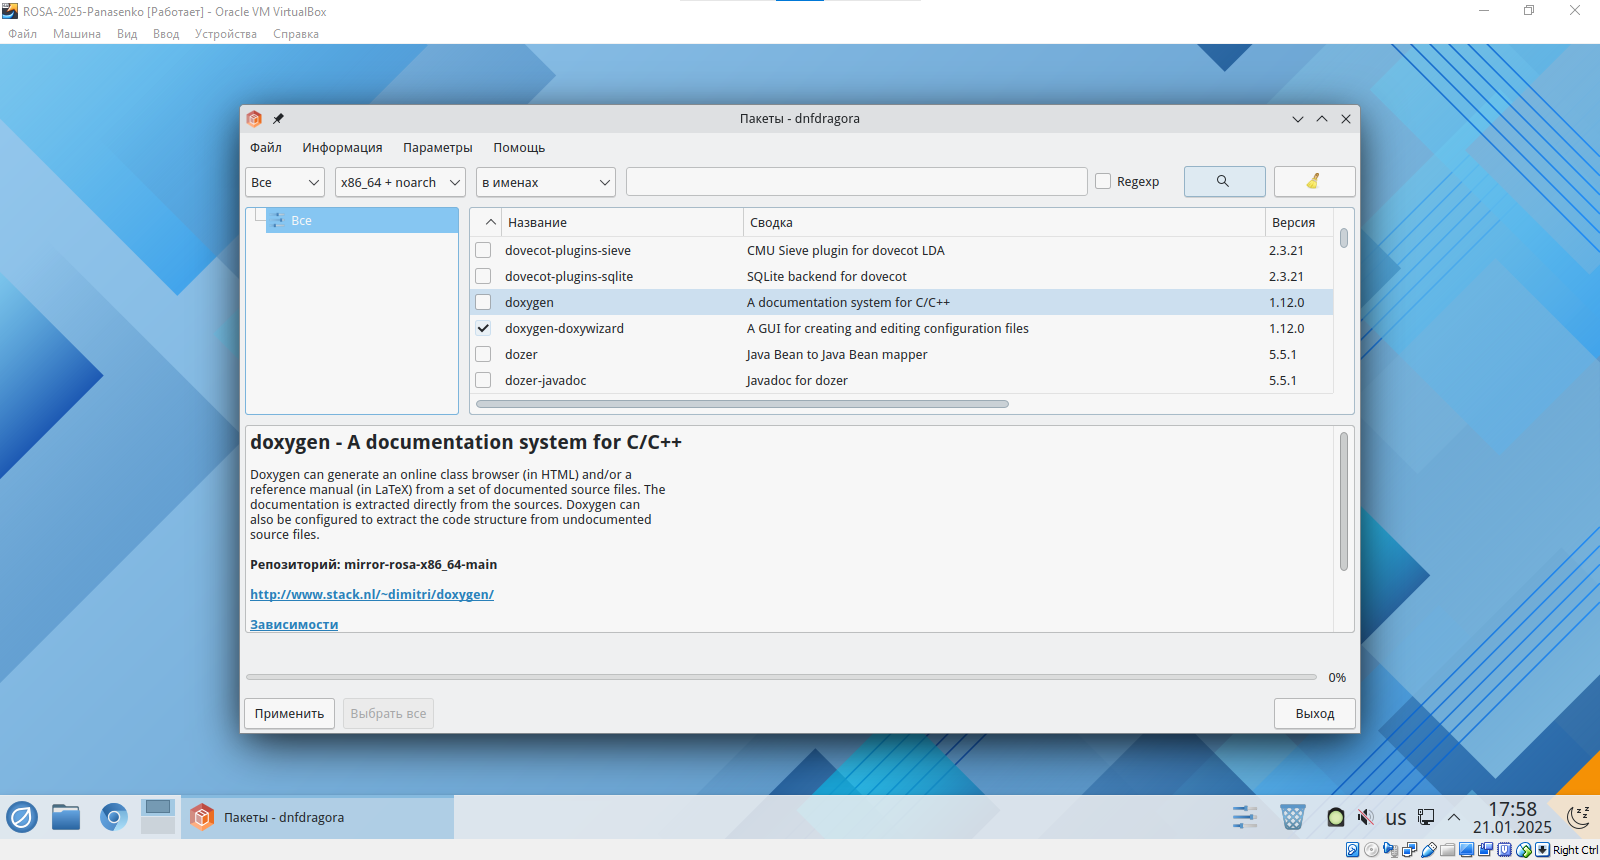 ROSA-2025-Panasenko [Работает] - Oracle VM VirtualBox
Файл Машина Вид Ввод Устройства Справка
Пакеты - dnfdragora
Файл Информация Параметры Помощь
Все x86_64 + noarch в именах Regexp
Все
Название Сводка Версия
dovecot-plugins-sieve CMU Sieve plugin for dovecot LDA 2.3.21
dovecot-plugins-sqlite SQLite backend for dovecot 2.3.21
doxygen A documentation system for C/C++ 1.12.0
doxygen-doxywizard A GUI for creating and editing configuration files 1.12.0
dozer Java Bean to Java Bean mapper 5.5.1
dozer-javadoc Javadoc for dozer 5.5.1
doxygen - A documentation system for C/C++
Doxygen can generate an online class browser (in HTML) and/or a
reference manual (in LaTeX) from a set of documented source files. The
documentation is extracted directly from the sources. Doxygen can
also be configured to extract the code structure from undocumented
source files.
Репозиторий: mirror-rosa-x86_64-main
http://www.stack.nl/~dimitri/doxygen/
Зависимости
0%
Применить Выбрать все Выход
Пакеты - dnfdragora us 17:58
21.01.2025
Right Ctrl